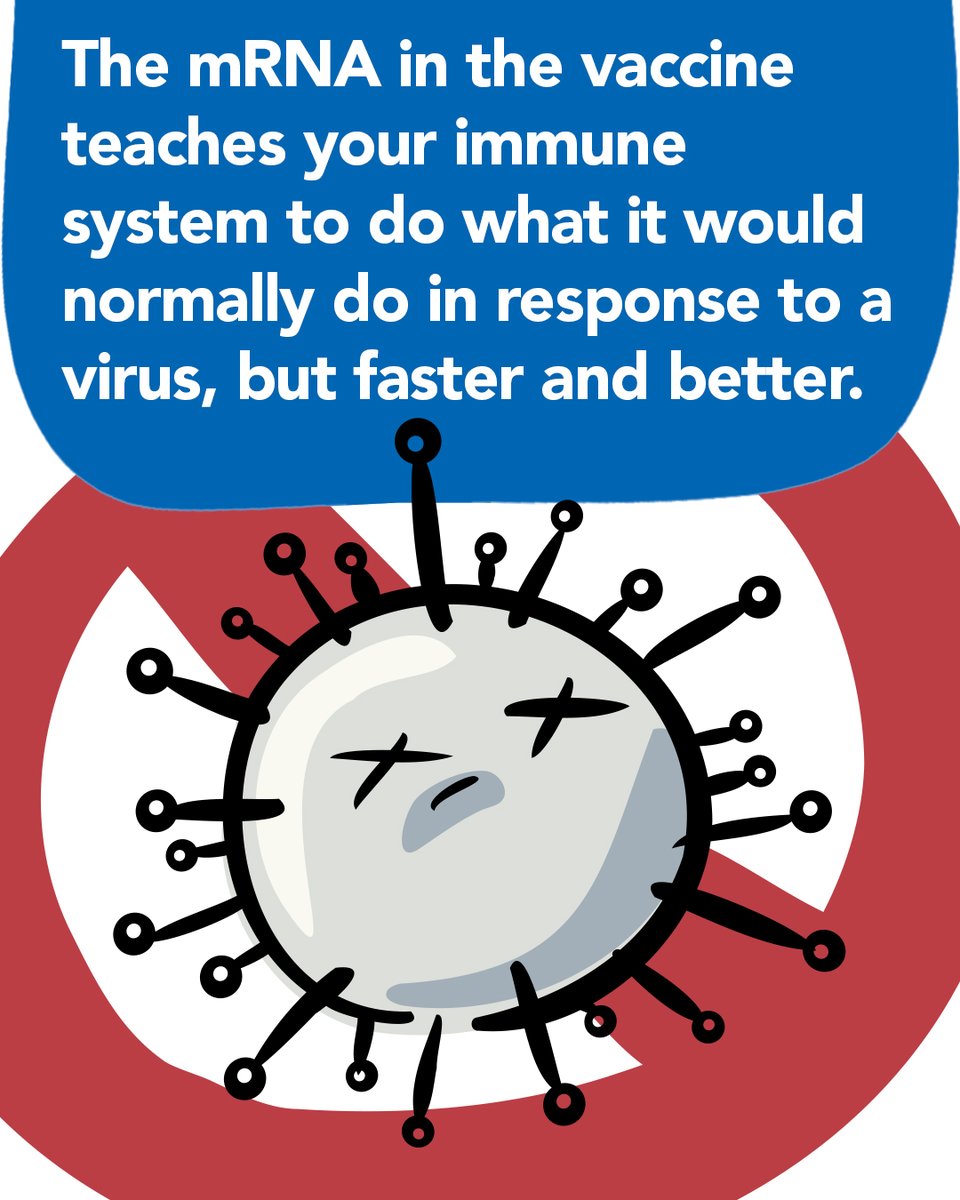 The mRNA in the vaccine
teaches your immune
system to do what it would
normally do in response to a
virus, but faster and better.